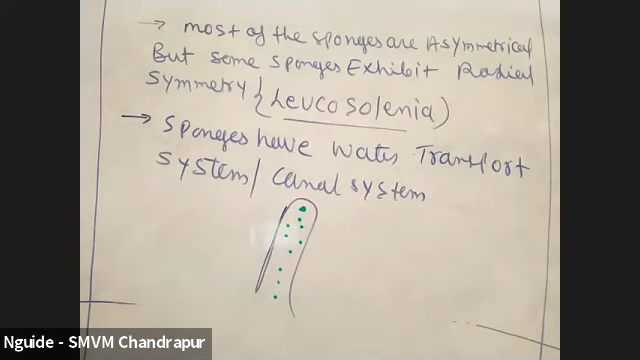 → most of the sponges are Asymmetrical
But some sponges Exhibit Radial
Symmetry { Leucosolenia )
→ Sponges have Water Transport
system / canal system
Nguide - SMVM Chandrapur